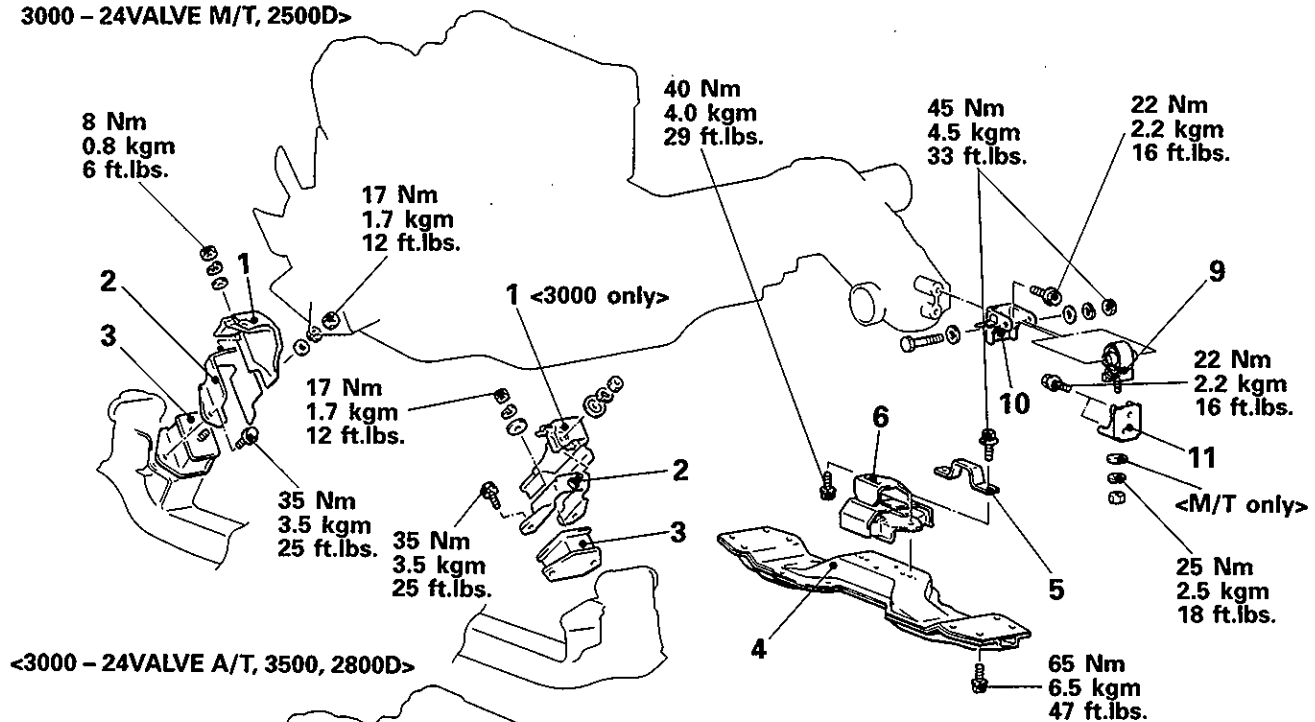 3000 – 24VALVE M/T, 2500D>
8 Nm
0.8 kgm
6 ft.lbs.
40 Nm
4.0 kgm
29 ft.lbs.
45 Nm
4.5 kgm
33 ft.lbs.
22 Nm
2.2 kgm
16 ft.lbs.
17 Nm
1.7 kgm
12 ft.lbs.
1
2
3
1 <3000 only>
9
17 Nm
1.7 kgm
12 ft.lbs.
22 Nm
2.2 kgm
16 ft.lbs.
10
6
11
2
<M/T only>
35 Nm
3.5 kgm
25 ft.lbs.
35 Nm
3.5 kgm
25 ft.lbs.
3
5
25 Nm
2.5 kgm
18 ft.lbs.
4
65 Nm
6.5 kgm
47 ft.lbs.
<3000 – 24VALVE A/T, 3500, 2800D>